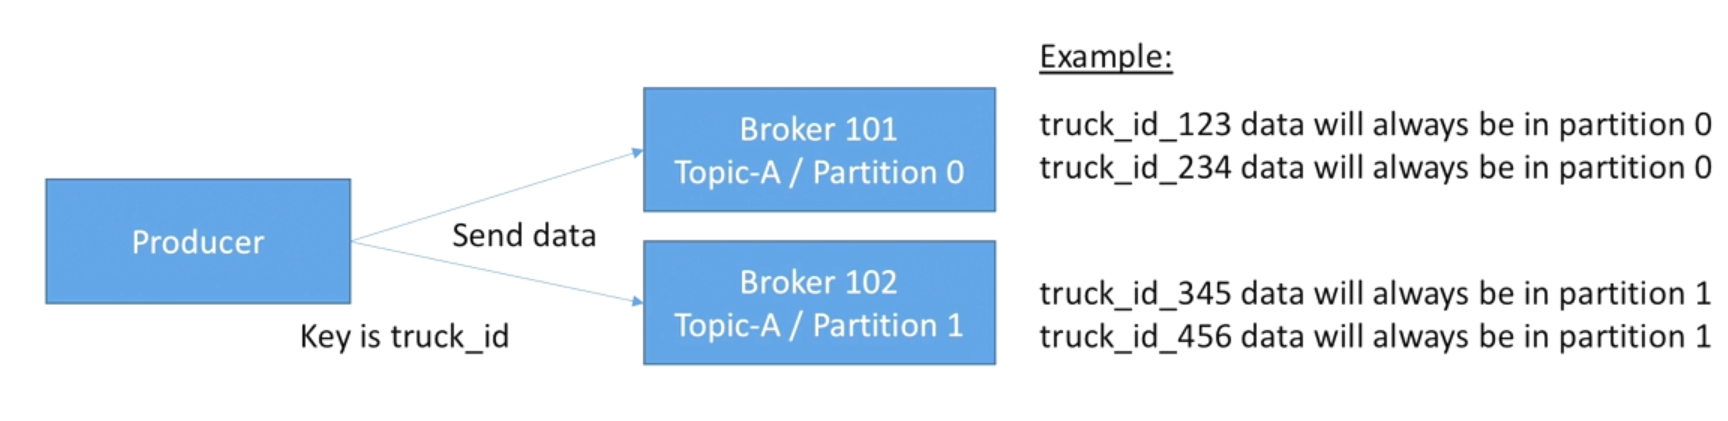 Producer
Key is truck_id
Send data
Broker 101
Topic-A / Partition 0
Broker 102
Topic-A / Partition 1
Example:
truck_id_123 data will always be in partition 0
truck_id_234 data will always be in partition 0
truck_id_345 data will always be in partition 1
truck_id_456 data will always be in partition 1